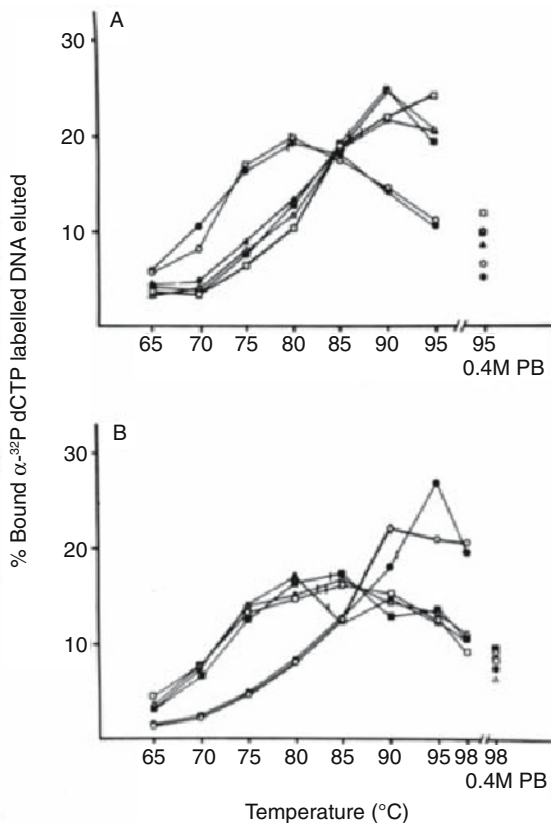 A
30
20
10
65 70 75 80 85 90 95 95
0.4M PB
% Bound α-³²P dCTP labelled DNA eluted
B
30
20
10
65 70 75 80 85 90 95 98 98
0.4M PB
Temperature (°C)